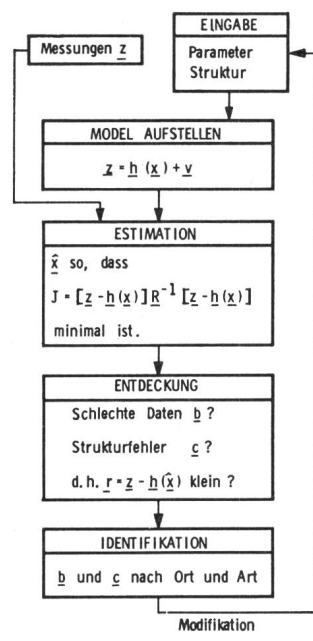 EINGABE
Parameter
Struktur
Messungen z
MODEL AUFSTELLEN
z = h (x) + v
ESTIMATION
x̂ so, dass
J = [z - h(x)] R⁻¹ [z - h(x)]
minimal ist.
ENTDECKUNG
Schlechte Daten b ?
Strukturfehler c ?
d.h. r = z - h(x̂) klein ?
IDENTIFIKATION
b und c nach Ort und Art
Modifikation